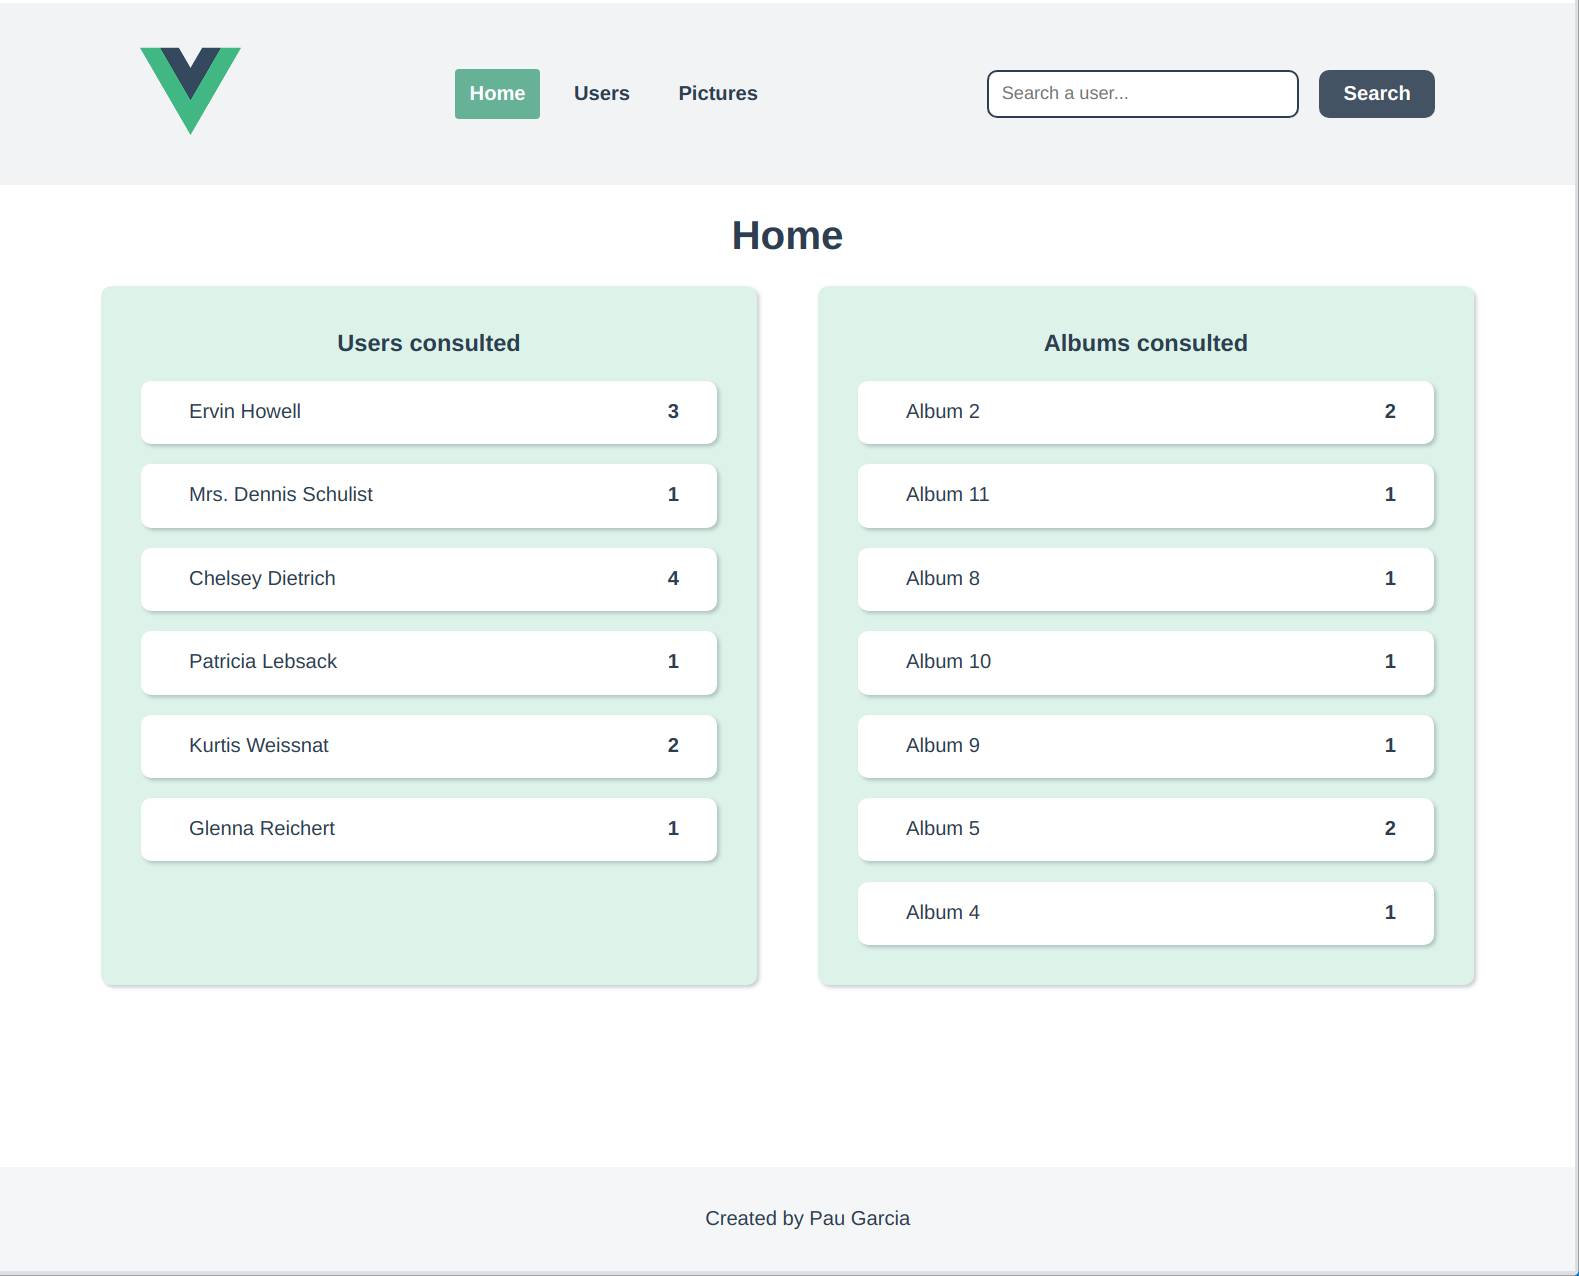 Home Users Pictures Search a user... Search
Home
Users consulted
Ervin Howell 3
Mrs. Dennis Schulist 1
Chelsey Dietrich 4
Patricia Lebsack 1
Kurtis Weissnat 2
Glenna Reichert 1
Albums consulted
Album 2 2
Album 11 1
Album 8 1
Album 10 1
Album 9 1
Album 5 2
Album 4 1
Created by Pau Garcia